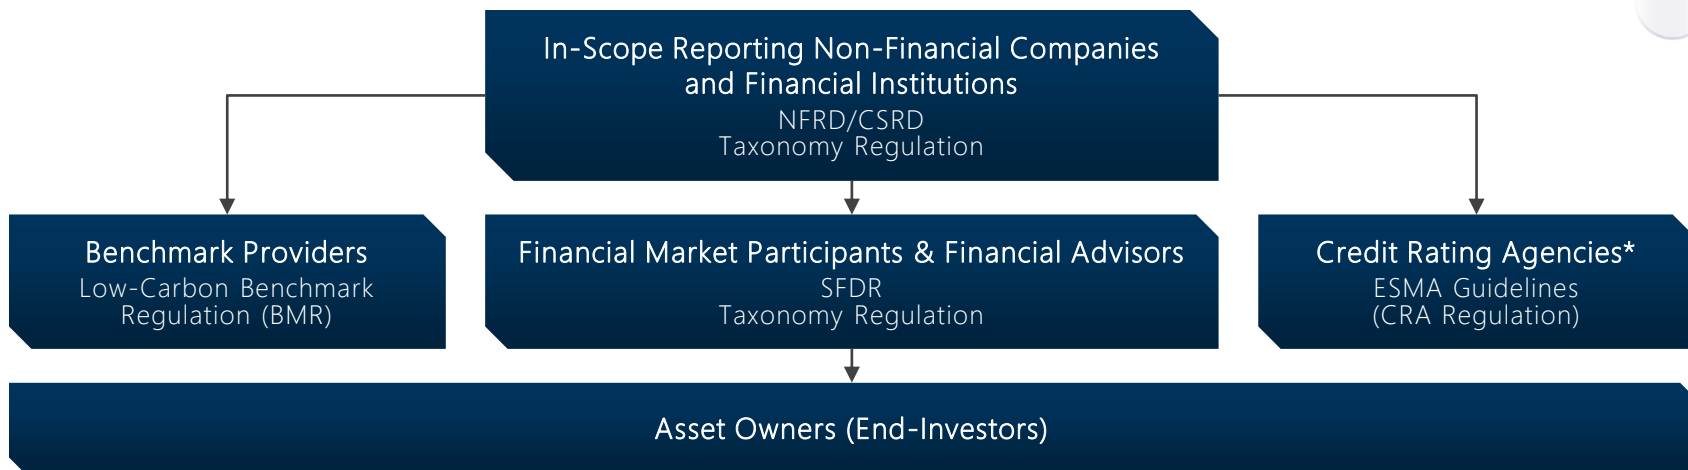 In-Scope Reporting Non-Financial Companies
and Financial Institutions
NFRD/CSRD
Taxonomy Regulation
Benchmark Providers
Low-Carbon Benchmark
Regulation (BMR)
Financial Market Participants & Financial Advisors
SFDR
Taxonomy Regulation
Credit Rating Agencies*
ESMA Guidelines
(CRA Regulation)
Asset Owners (End-Investors)